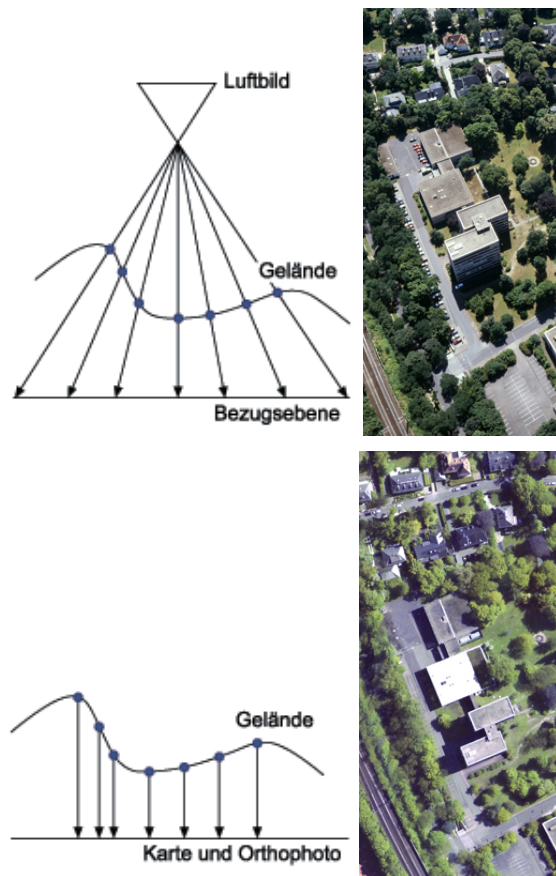 Luftbild
Gelände
Bezugsebene
Gelände
Karte und Orthophoto